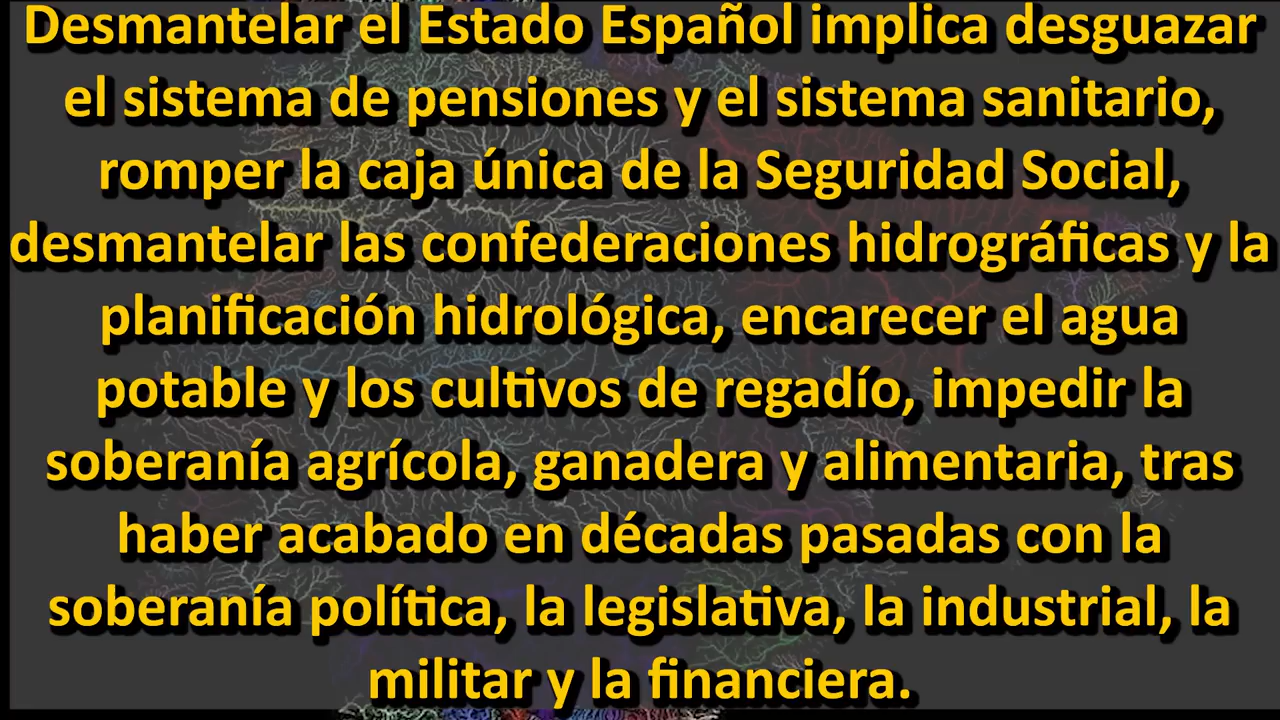 Desmantelar el Estado Español implica desguazar
el sistema de pensiones y el sistema sanitario,
romper la caja única de la Seguridad Social,
desmantelar las confederaciones hidrográficas y la
planificación hidrológica, encarecer el agua
potable y los cultivos de regadío, impedir la
soberanía agrícola, ganadera y alimentaria, tras
haber acabado en décadas pasadas con la
soberanía política, la legislativa, la industrial, la
militar y la financiera.